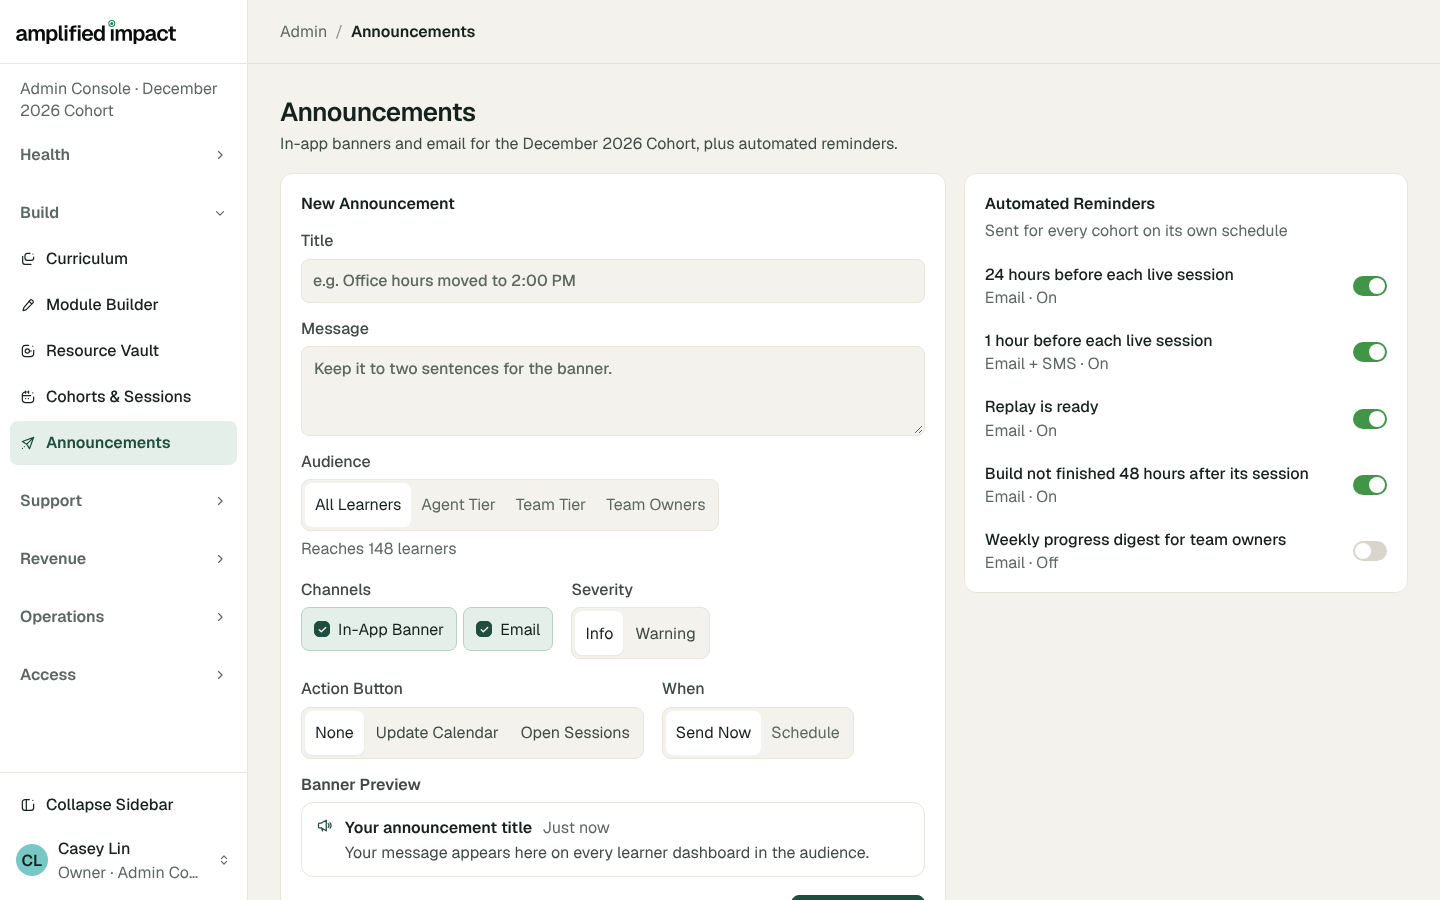 amplified impact
Admin / Announcements
Admin Console · December
2026 Cohort
Health
Build
Curriculum
Module Builder
Resource Vault
Cohorts & Sessions
Announcements
Support
Revenue
Operations
Access
Collapse Sidebar
CL
Casey Lin
Owner · Admin Co...
Announcements
In-app banners and email for the December 2026 Cohort, plus automated reminders.
New Announcement
Title
e.g. Office hours moved to 2:00 PM
Message
Keep it to two sentences for the banner.
Audience
All Learners Agent Tier Team Tier Team Owners
Reaches 148 learners
Channels
In-App Banner Email
Severity
Info Warning
Action Button
None Update Calendar Open Sessions
When
Send Now Schedule
Banner Preview
Your announcement title Just now
Your message appears here on every learner dashboard in the audience.
Automated Reminders
Sent for every cohort on its own schedule
24 hours before each live session
Email · On
1 hour before each live session
Email + SMS · On
Replay is ready
Email · On
Build not finished 48 hours after its session
Email · On
Weekly progress digest for team owners
Email · Off